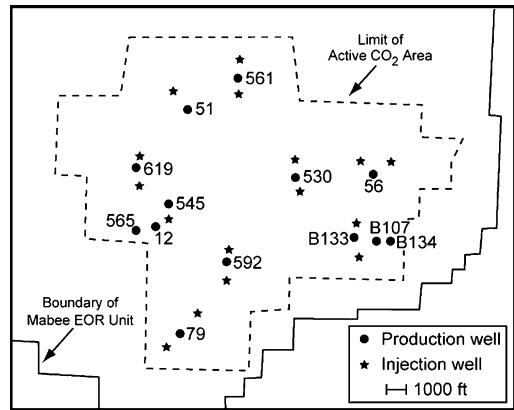 Limit of
Active CO₂ Area
561
51
619
530
56
545
565
12
B133
B107
B134
592
Boundary of
Mabee EOR Unit
79
Production well
Injection well
1000 ft